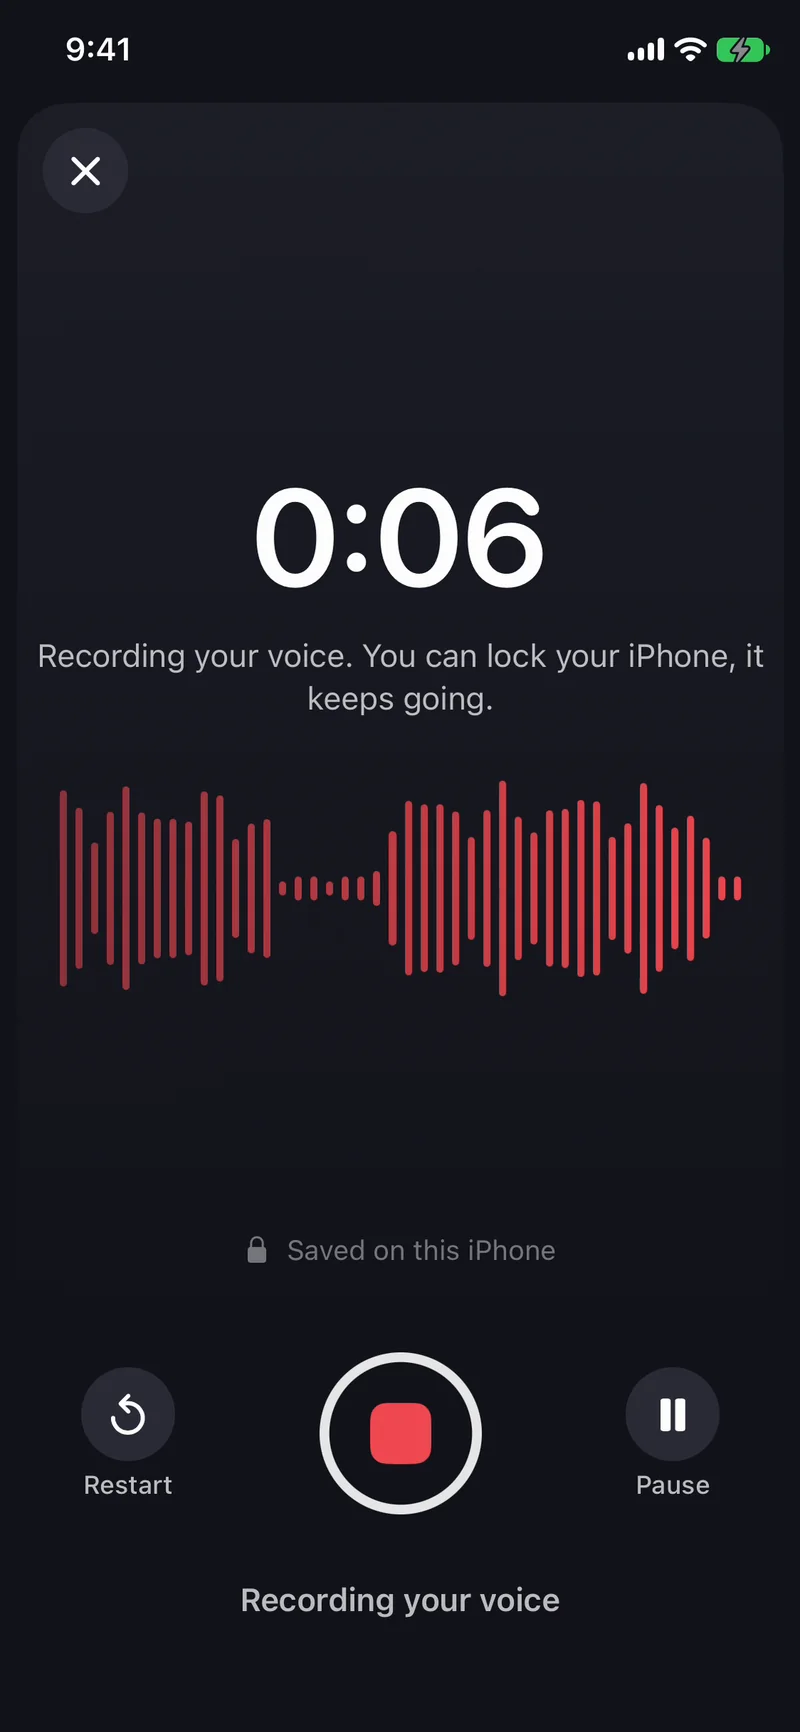 9:41
0:06
Recording your voice. You can lock your iPhone, it
keeps going.
Saved on this iPhone
Restart
Pause
Recording your voice